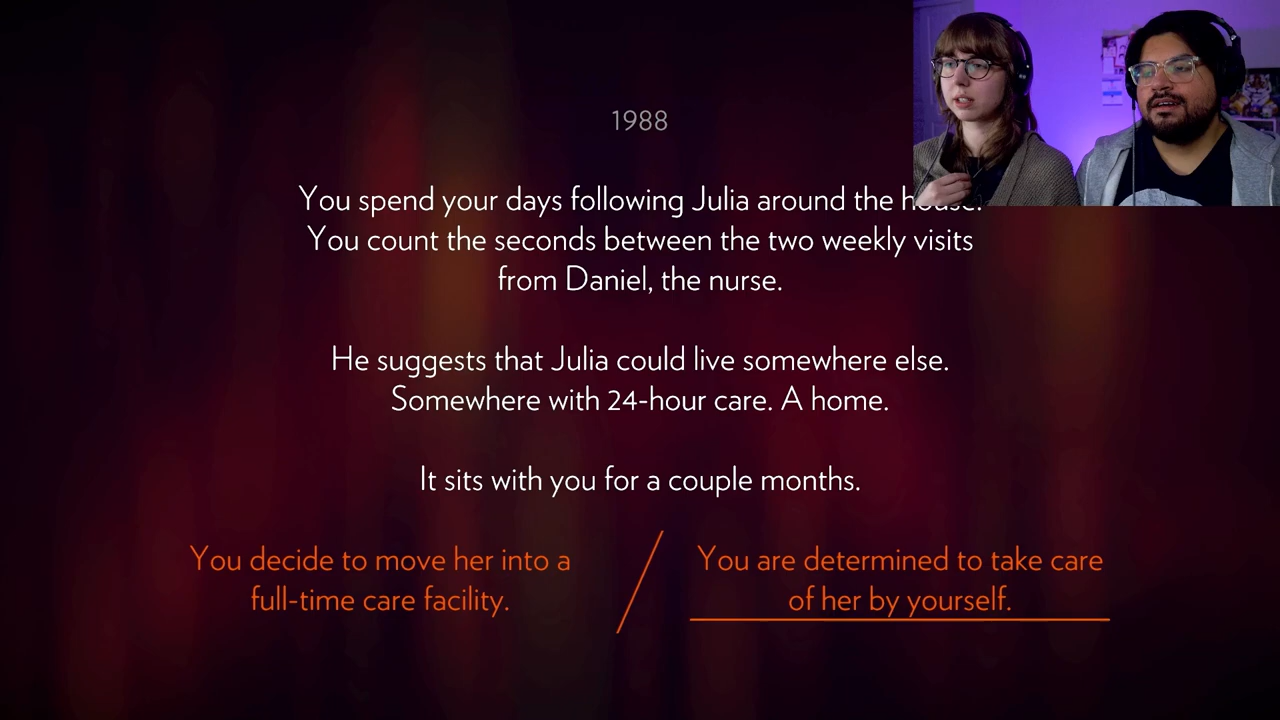 1988
You spend your days following Julia around the house.
You count the seconds between the two weekly visits
from Daniel, the nurse.
He suggests that Julia could live somewhere else.
Somewhere with 24-hour care. A home.
It sits with you for a couple months.
You decide to move her into a
full-time care facility.
You are determined to take care
of her by yourself.